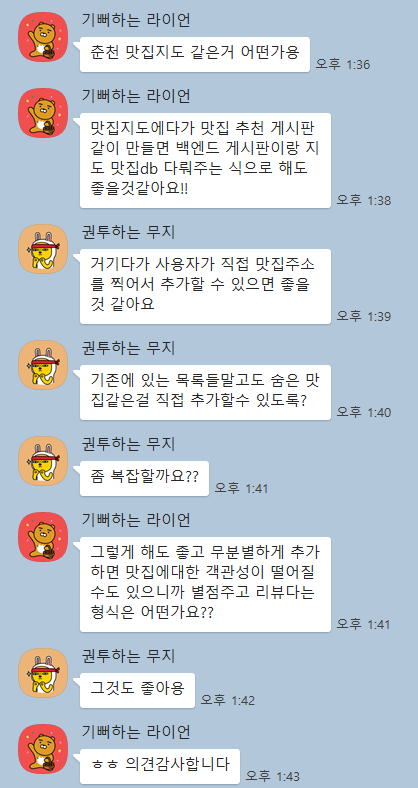 기뻐하는 라이언
춘천 맛집지도 같은거 어떤가용
오후 1:36
기뻐하는 라이언
맛집지도에다가 맛집 추천 게시판
같이 만들면 백엔드 게시판이랑 지
도 맛집db 다뤄주는 식으로 해도
좋을것같아요!!
오후 1:38
권투하는 무지
거기다가 사용자가 직접 맛집주소
를 찍어서 추가할 수 있으면 좋을
것 같아요
오후 1:39
권투하는 무지
기존에 있는 목록들말고도 숨은 맛
집같은걸 직접 추가할수 있도록?
오후 1:40
권투하는 무지
좀 복잡할까요??
오후 1:41
기뻐하는 라이언
그렇게 해도 좋고 무분별하게 추가
하면 맛집에대한 객관성이 떨어질
수도 있으니까 별점주고 리뷰다는
형식은 어떤가요??
오후 1:41
권투하는 무지
그것도 좋아용
오후 1:42
기뻐하는 라이언
ㅎㅎ 의견감사합니다
오후 1:43